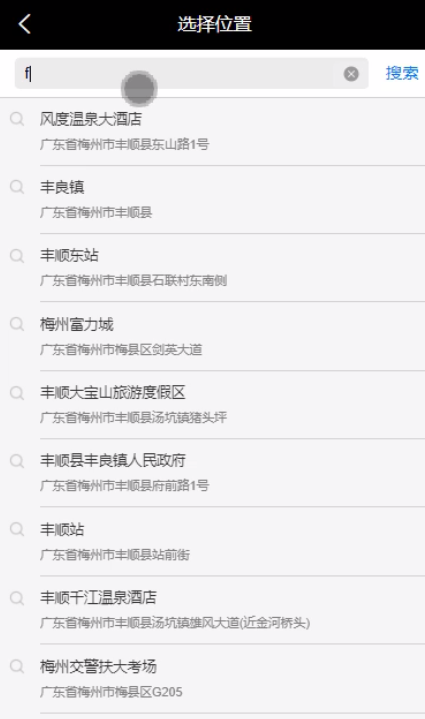 选择位置
f
搜索
风度温泉大酒店
广东省梅州市丰顺县东山路1号
丰良镇
广东省梅州市丰顺县
丰顺东站
广东省梅州市丰顺县石联村东南侧
梅州富力城
广东省梅州市梅县区剑英大道
丰顺大宝山旅游度假区
广东省梅州市丰顺县汤坑镇猪头坪
丰顺县丰良镇人民政府
广东省梅州市丰顺县府前路1号
丰顺站
广东省梅州市丰顺县站前街
丰顺千江温泉酒店
广东省梅州市丰顺县汤坑镇雄风大道(近金河桥头)
梅州交警扶大考场
广东省梅州市梅县区G205